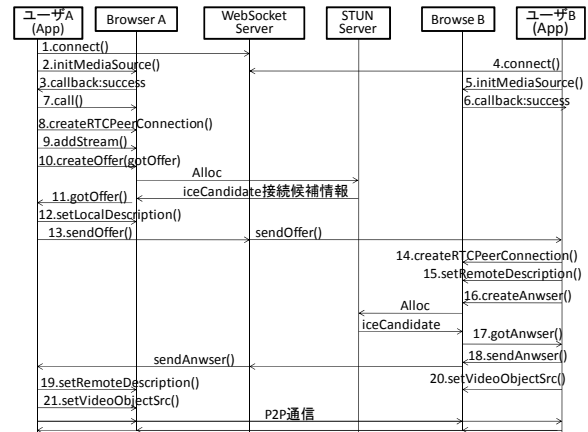 ユーザA
(App)
Browser A
WebSocket
Server
STUN
Server
Browse B
ユーザB
(App)
1.connect()
2.initMediaSource()
4.connect()
3.callback:success
5.initMediaSource()
7.call()
6.callback:success
8.createRTCPeerConnection()
9.addStream()
10.createOffer(gotOffer)
Alloc
iceCandidate接続候補情報
11.gotOffer()
12.setLocalDescription()
13.sendOffer()
sendOffer()
14.createRTCPeerConnection()
15.setRemoteDescription()
16.createAnwser()
Alloc
iceCandidate
17.gotAnwser()
sendAnwser()
18.sendAnwser()
19.setRemoteDescription()
20.setVideoObjectSrc()
21.setVideoObjectSrc()
P2P通信